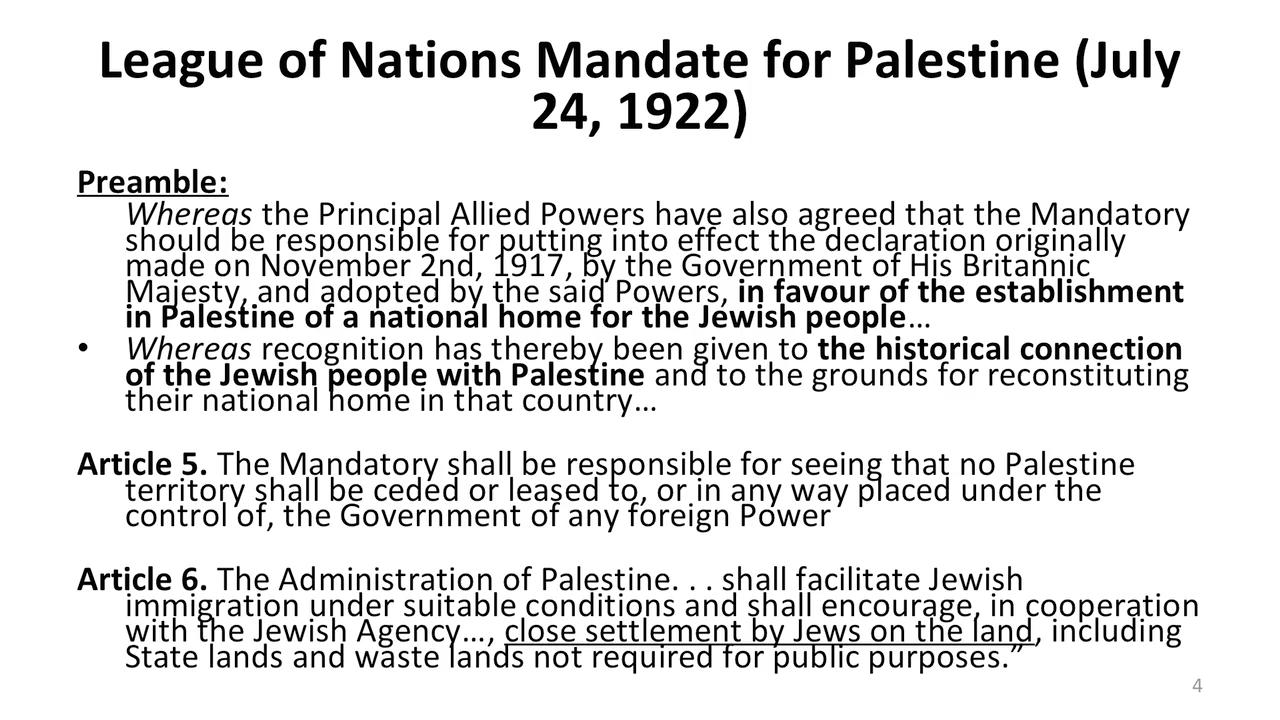 League of Nations Mandate for Palestine (July
24, 1922)
Preamble:
Whereas the Principal Allied Powers have also agreed that the Mandatory
should be responsible for putting into effect the declaration originally
made on November 2nd, 1917, by the Government of His Britannic
Majesty, and adopted by the said Powers, in favour of the establishment
in Palestine of a national home for the Jewish people…
• Whereas recognition has thereby been given to the historical connection
of the Jewish people with Palestine and to the grounds for reconstituting
their national home in that country…
Article 5. The Mandatory shall be responsible for seeing that no Palestine
territory shall be ceded or leased to, or in any way placed under the
control of, the Government of any foreign Power
Article 6. The Administration of Palestine. . . shall facilitate Jewish
immigration under suitable conditions and shall encourage, in cooperation
with the Jewish Agency…, close settlement by Jews on the land, including
State lands and waste lands not required for public purposes.”
4